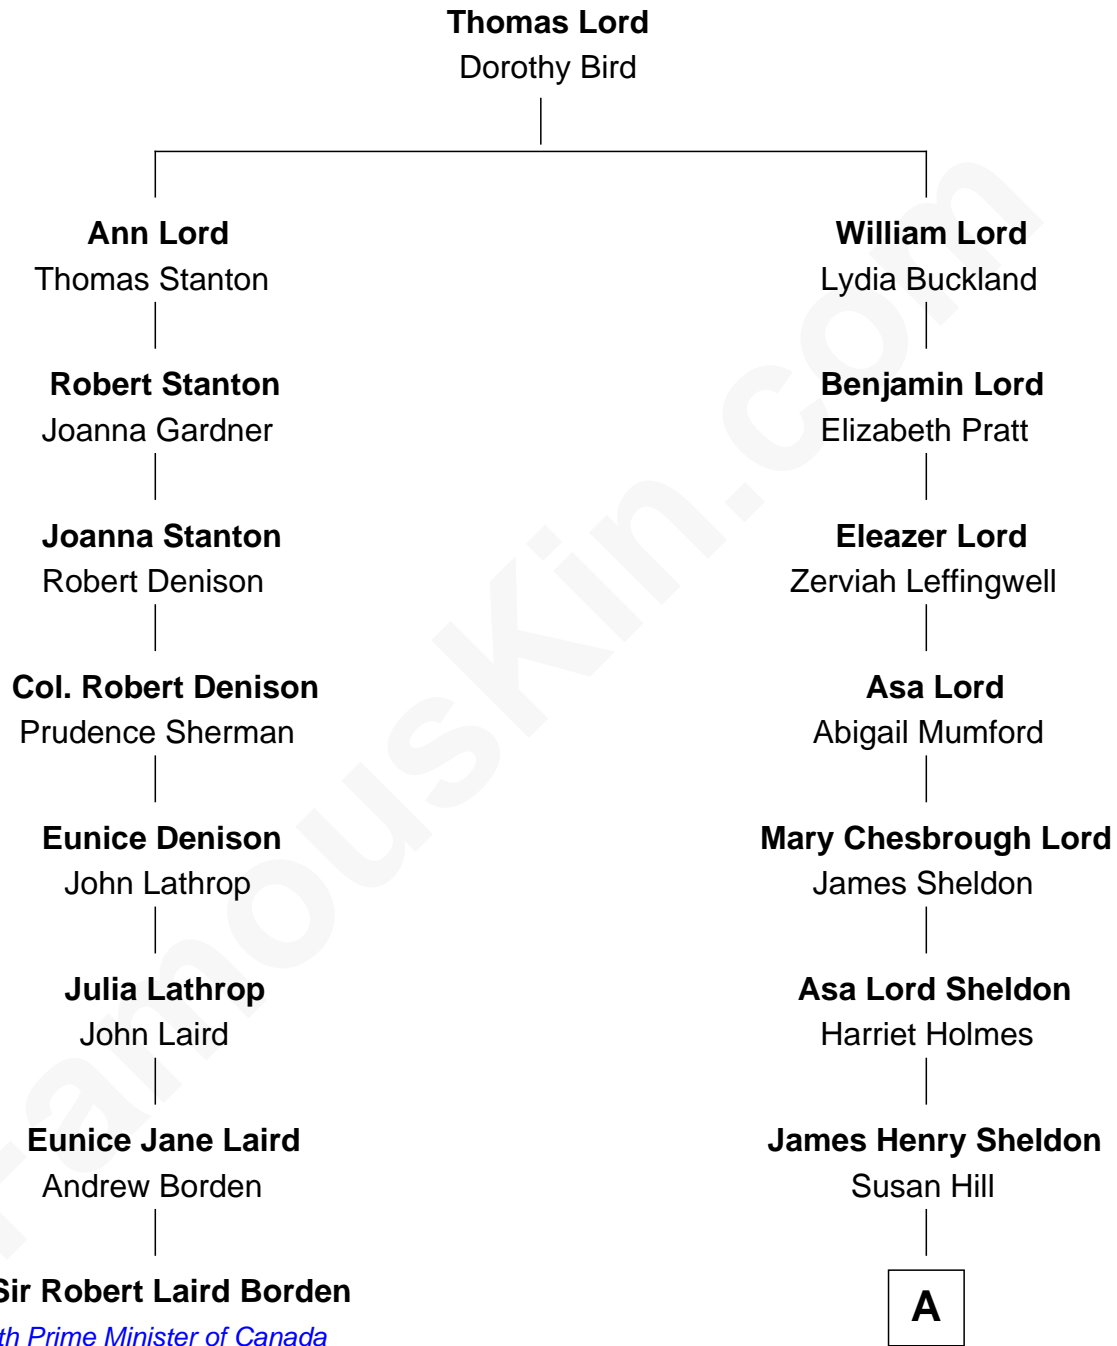 Thomas Lord
Dorothy Bird
Ann Lord
Thomas Stanton
Robert Stanton
Joanna Gardner
Joanna Stanton
Robert Denison
Col. Robert Denison
Prudence Sherman
Eunice Denison
John Lathrop
Julia Lathrop
John Laird
Eunice Jane Laird
Andrew Borden
Sir Robert Laird Borden
th Prime Minister of Canada
William Lord
Lydia Buckland
Benjamin Lord
Elizabeth Pratt
Eleazer Lord
Zerviah Leffingwell
Asa Lord
Abigail Mumford
Mary Chesbrough Lord
James Sheldon
Asa Lord Sheldon
Harriet Holmes
James Henry Sheldon
Susan Hill
A
FamousKin.com